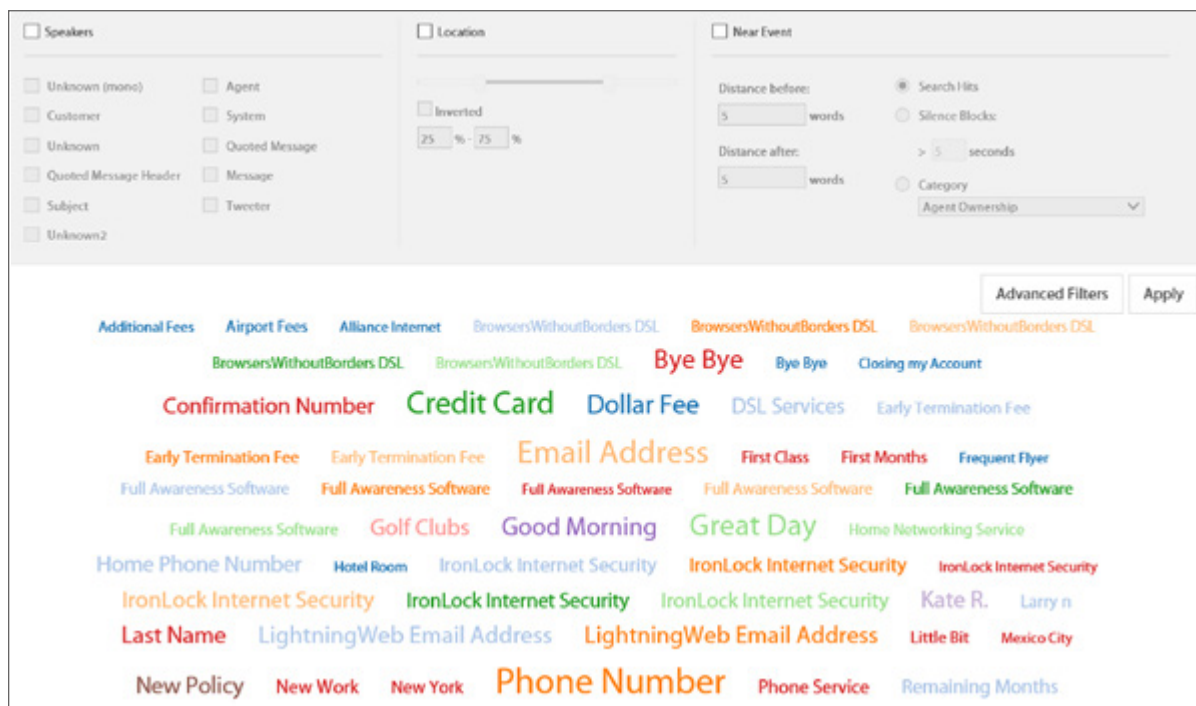 Speakers Location Near Event
Unknown (mono) Agent Distance before: Search Hits
Customer System Inverted 5 words Silence Blocks:
Unknown Quoted Message 25 % - 75 % Distance after: > 5 seconds
Quoted Message Header Message 5 words Category
Subject Tweeter Agent Ownership
Unknown2
Advanced Filters Apply
Additional Fees Airport Fees Alliance Internet BrowsersWithoutBorders DSL BrowsersWithoutBorders DSL BrowsersWithoutBorders DSL
BrowsersWithoutBorders DSL BrowsersWithoutBorders DSL Bye Bye Bye Bye Closing my Account
Confirmation Number Credit Card Dollar Fee DSL Services Early Termination Fee
Early Termination Fee Early Termination Fee Email Address First Class First Months Frequent Flyer
Full Awareness Software Full Awareness Software Full Awareness Software Full Awareness Software Full Awareness Software
Full Awareness Software Golf Clubs Good Morning Great Day Home Networking Service
Home Phone Number Hotel Room IronLock Internet Security IronLock Internet Security IronLock Internet Security
IronLock Internet Security IronLock Internet Security IronLock Internet Security Kate R. Larry n
Last Name LightningWeb Email Address LightningWeb Email Address Little Bit Mexico City
New Policy New Work New York Phone Number Phone Service Remaining Months